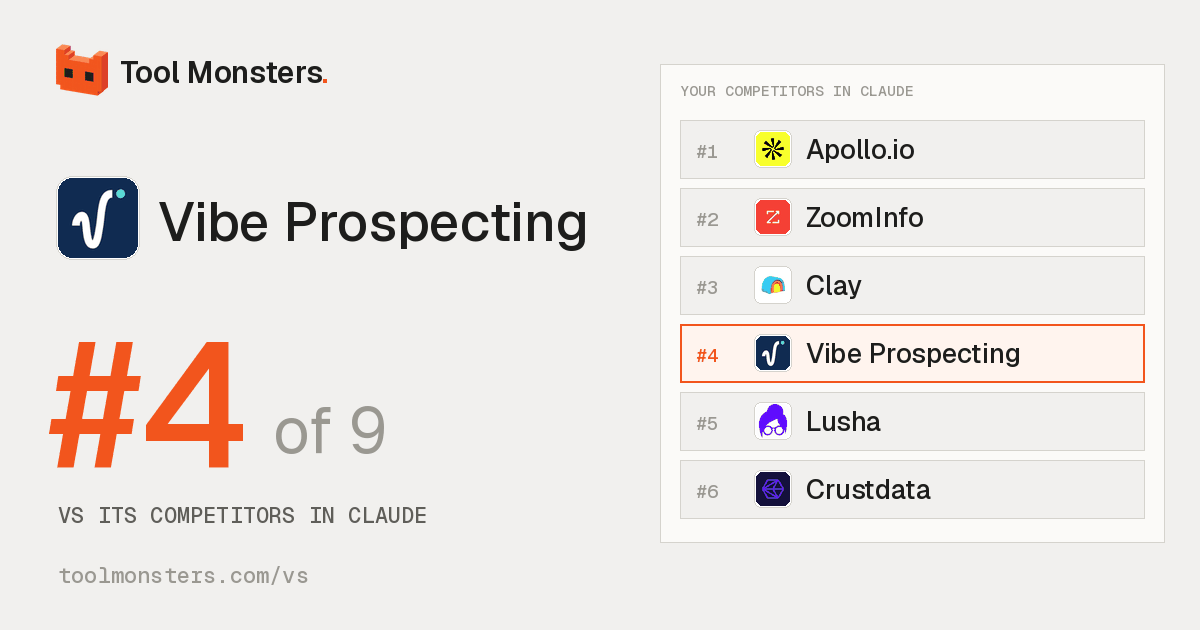 Tool Monsters.
Vibe Prospecting
#4 of 9
VS ITS COMPETITORS IN CLAUDE
toolmonsters.com/vs
YOUR COMPETITORS IN CLAUDE
#1 Apollo.io
#2 ZoomInfo
#3 Clay
#4 Vibe Prospecting
#5 Lusha
#6 Crustdata